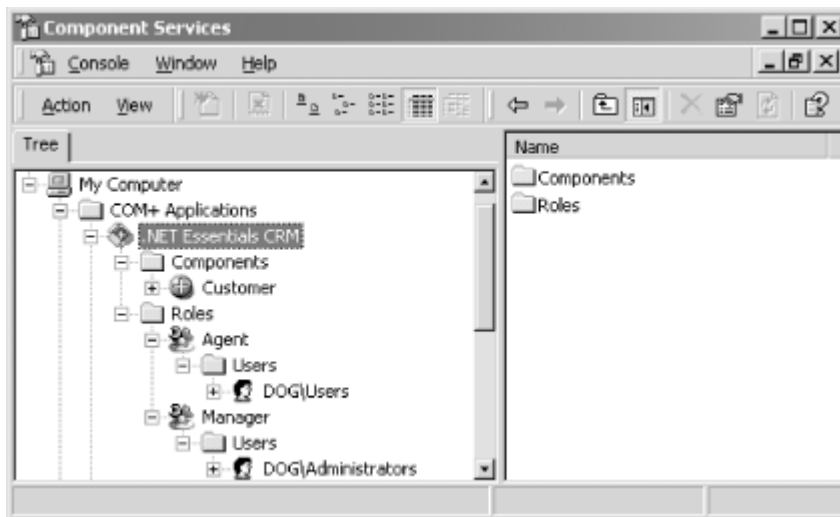 Component Services
Console Window Help
Action View
Tree
My Computer
COM+ Applications
.NET Essentials CRM
Components
Customer
Roles
Agent
Users
DOG\Users
Manager
Users
DOG\Administrators
Name
Components
Roles